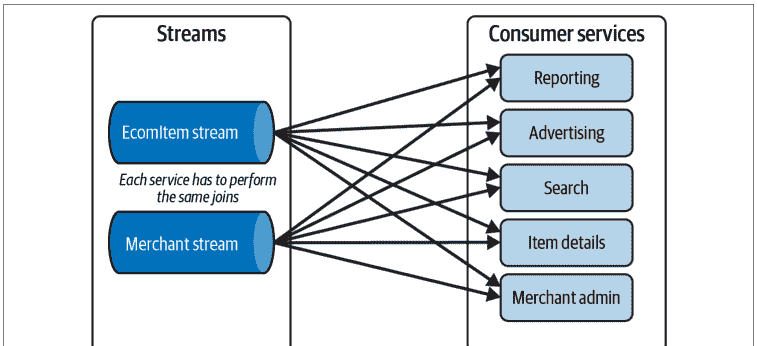 Streams
EcomItem stream
Each service has to perform
the same joins
Merchant stream
Consumer services
Reporting
Advertising
Search
Item details
Merchant admin